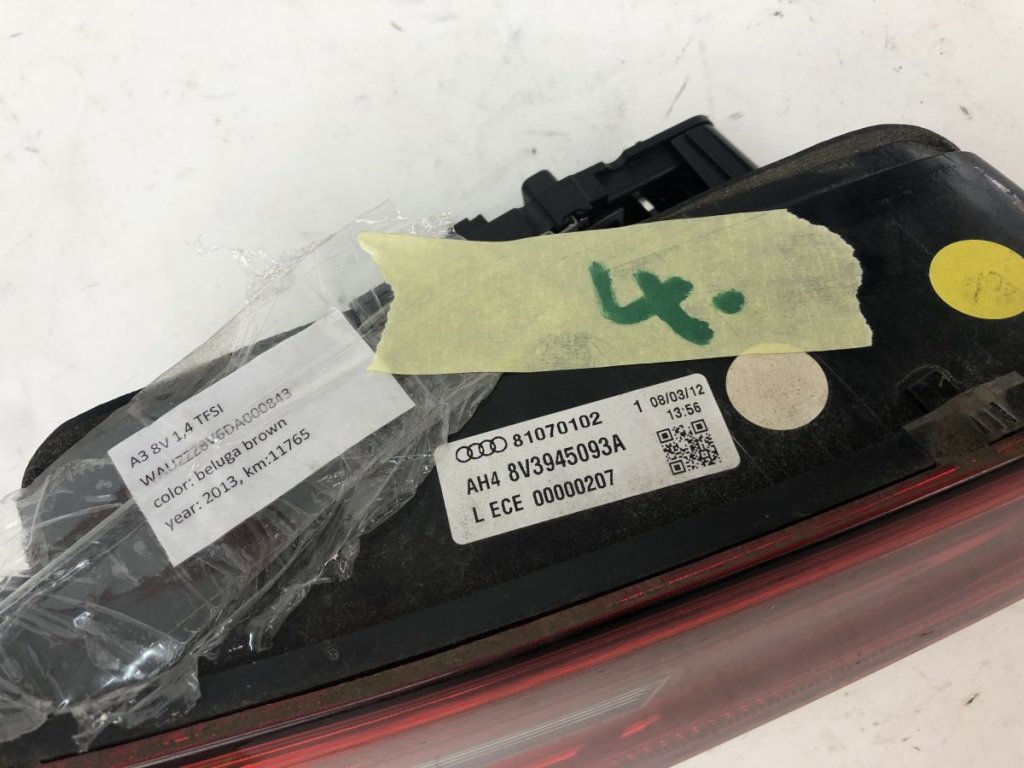 4.
A3 8V 1,4 TFSI
WAUZZZ8V6DA000843
color: beluga brown
year: 2013, km:11765
81070102 1 08/03/12
13:56
AH4 8V3945093A
L ECE 00000207